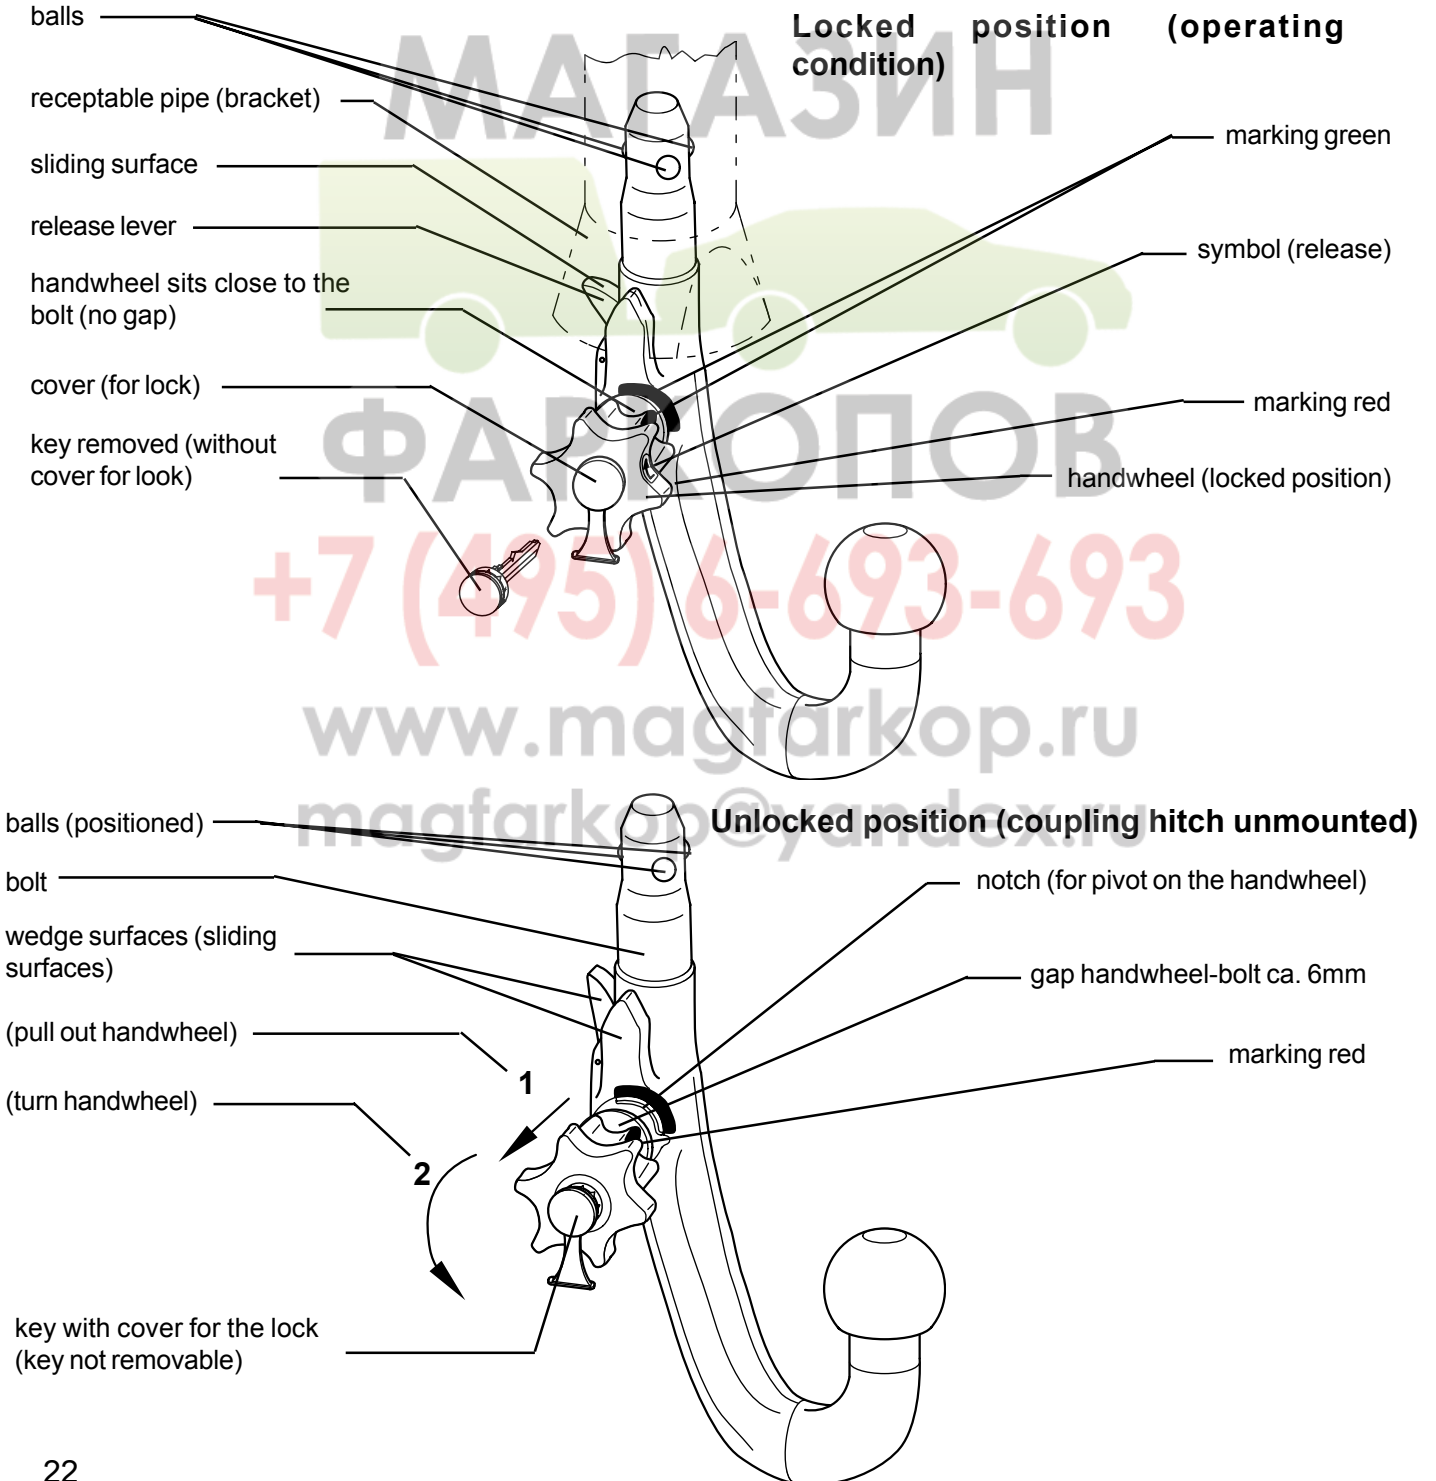 balls
Locked position (operating
condition)
МАГАЗИН
receptable pipe (bracket)
marking green
sliding surface
release lever
symbol (release)
handwheel sits close to the
bolt (no gap)
cover (for lock)
marking red
ФАРКОПОВ
key removed (without
cover for look)
handwheel (locked position)
+7 (495) 6-693-693
www.magfarkop.ru
magfarkop@yandex.ru
balls (positioned)
Unlocked position (coupling hitch unmounted)
bolt
notch (for pivot on the handwheel)
wedge surfaces (sliding
surfaces)
gap handwheel-bolt ca. 6mm
(pull out handwheel)
marking red
1
(turn handwheel)
2
key with cover for the lock
(key not removable)
22